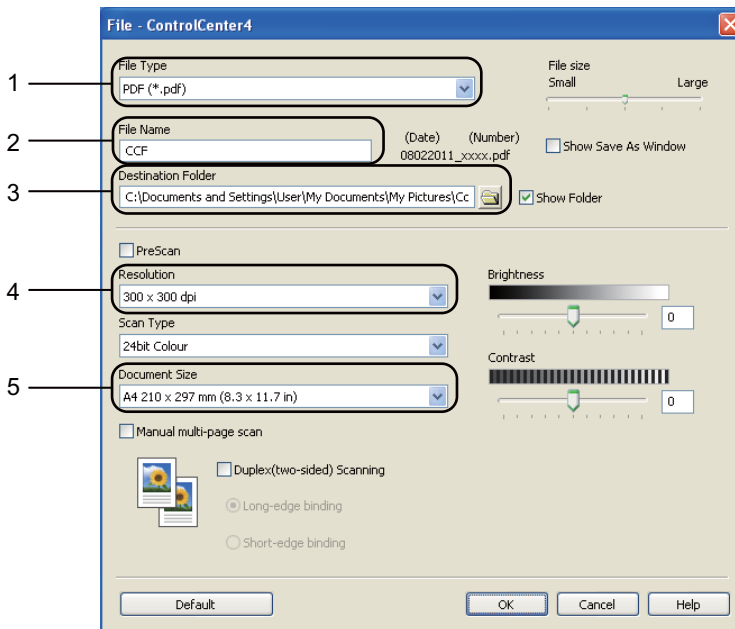 File - ControlCenter4
1
File Type
PDF (*.pdf)
File size
Small Large
2
File Name
CCF
(Date) (Number)
08022011_xxxx.pdf
Show Save As Window
3
Destination Folder
C:\Documents and Settings\User\My Documents\My Pictures\Cc
Show Folder
PreScan
4
Resolution
300 x 300 dpi
Scan Type
24bit Colour
Brightness
0
Contrast
0
5
Document Size
A4 210 x 297 mm (8.3 x 11.7 in)
Manual multi-page scan
Duplex(two-sided) Scanning
Long-edge binding
Short-edge binding
Default
OK
Cancel
Help